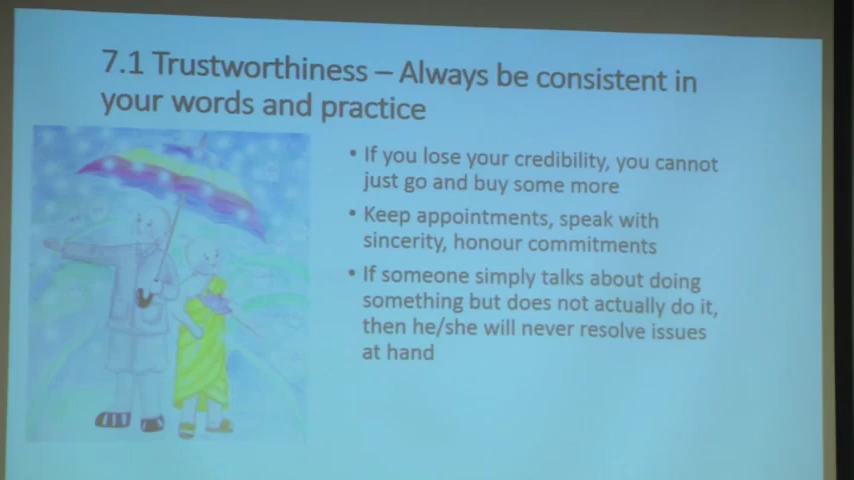 7.1 Trustworthiness – Always be consistent in
your words and practice
• If you lose your credibility, you cannot
just go and buy some more
• Keep appointments, speak with
sincerity, honour commitments
• If someone simply talks about doing
something but does not actually do it,
then he/she will never resolve issues
at hand